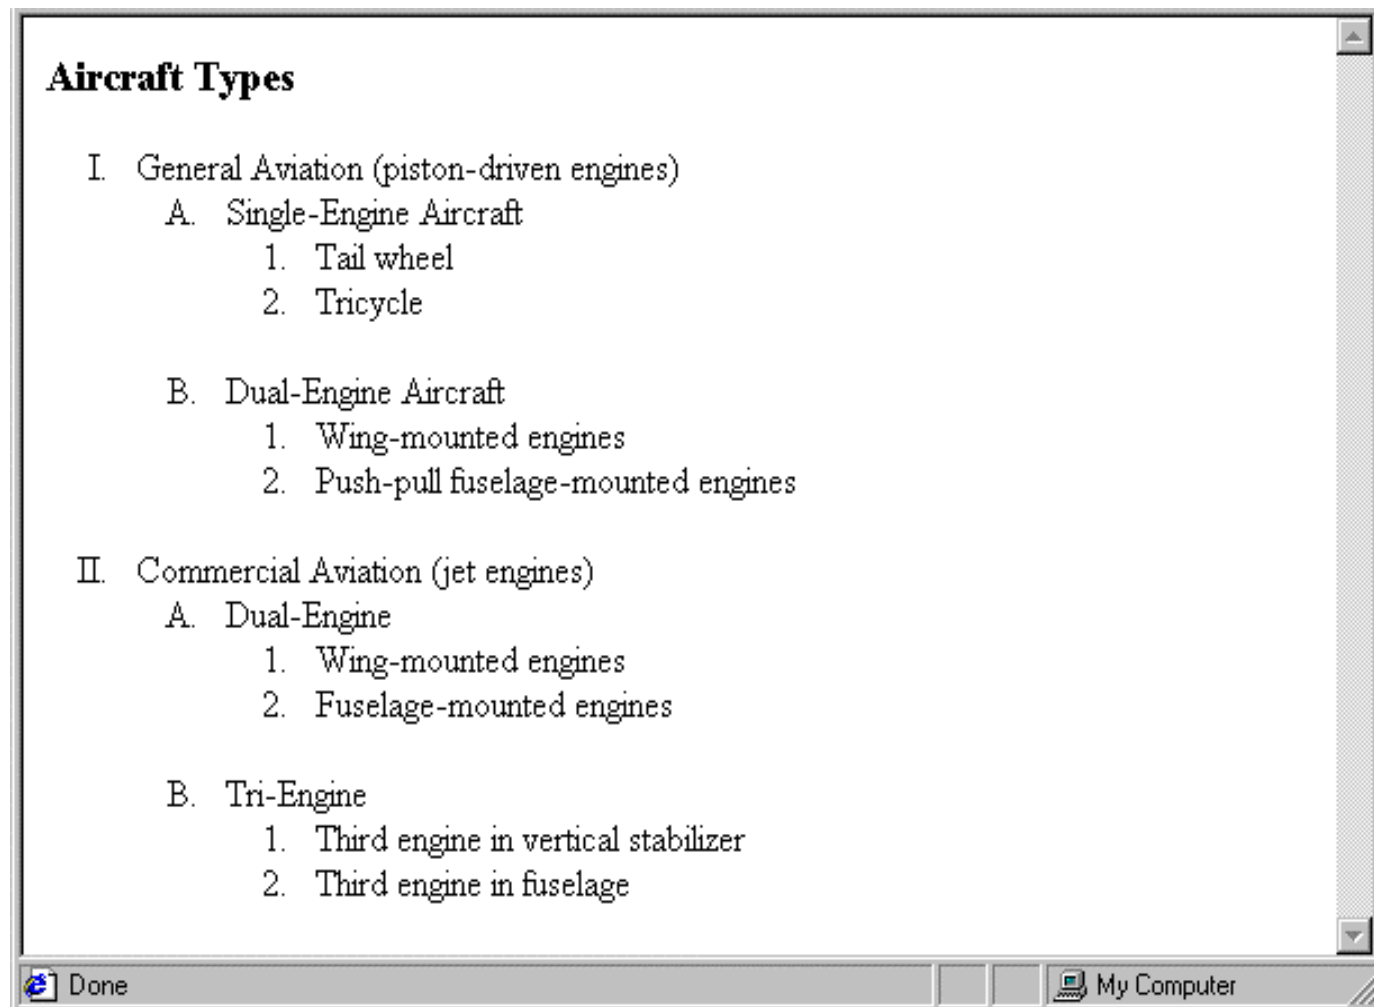 Aircraft Types
I. General Aviation (piston-driven engines)
A. Single-Engine Aircraft
1. Tail wheel
2. Tricycle
B. Dual-Engine Aircraft
1. Wing-mounted engines
2. Push-pull fuselage-mounted engines
II. Commercial Aviation (jet engines)
A. Dual-Engine
1. Wing-mounted engines
2. Fuselage-mounted engines
B. Tri-Engine
1. Third engine in vertical stabilizer
2. Third engine in fuselage
Done My Computer